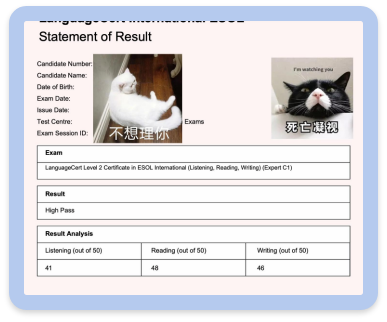 LanguageCert International ESOL
Statement of Result
Candidate Number:
Candidate Name:
Date of Birth:
Exam Date:
Issue Date:
Test Centre: Exams
Exam Session ID:
不想理你
I'm watching you
死亡凝视
Exam
LanguageCert Level 2 Certificate in ESOL International (Listening, Reading, Writing) (Expert C1)
Result
High Pass
Result Analysis
Listening (out of 50) Reading (out of 50) Writing (out of 50)
41 48 46